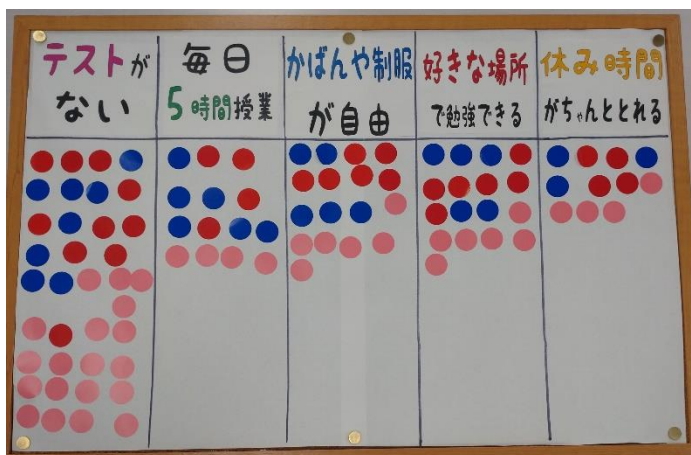 テストが
ない
毎日
5時間授業
かばんや制服
が自由
好きな場所
で勉強できる
休み時間
がちゃんととれる